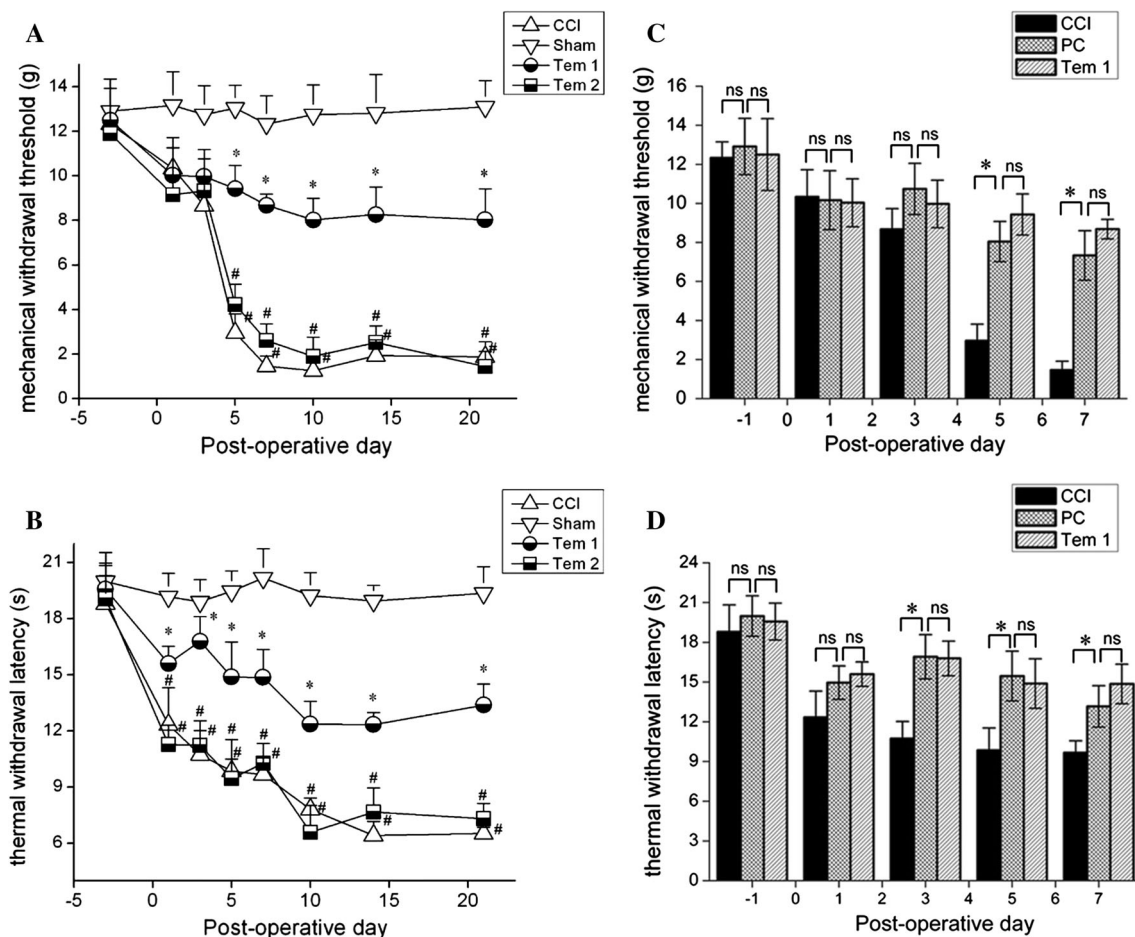 A
CCI
Sham
Tem 1
Tem 2
mechanical withdrawal threshold (g)
16
14
12
10
8
6
4
2
0
* * * * *
# # # # #
# # # # #
-5 0 5 10 15 20
Post-operative day
C
CCI
PC
Tem 1
mechanical withdrawal threshold (g)
16
14
12
10
8
6
4
2
0
ns ns ns ns ns ns * ns * ns
-1 0 1 2 3 4 5 6 7
Post-operative day
B
CCI
Sham
Tem 1
Tem 2
thermal withdrawal latency (s)
21
18
15
12
9
6
* * * * * * *
# # # # # # #
# # # # # # #
-5 0 5 10 15 20
Post-operative day
D
CCI
PC
Tem 1
thermal withdrawal latency (s)
24
21
18
15
12
9
6
3
0
ns ns ns ns * ns * ns * ns
-1 0 1 2 3 4 5 6 7
Post-operative day